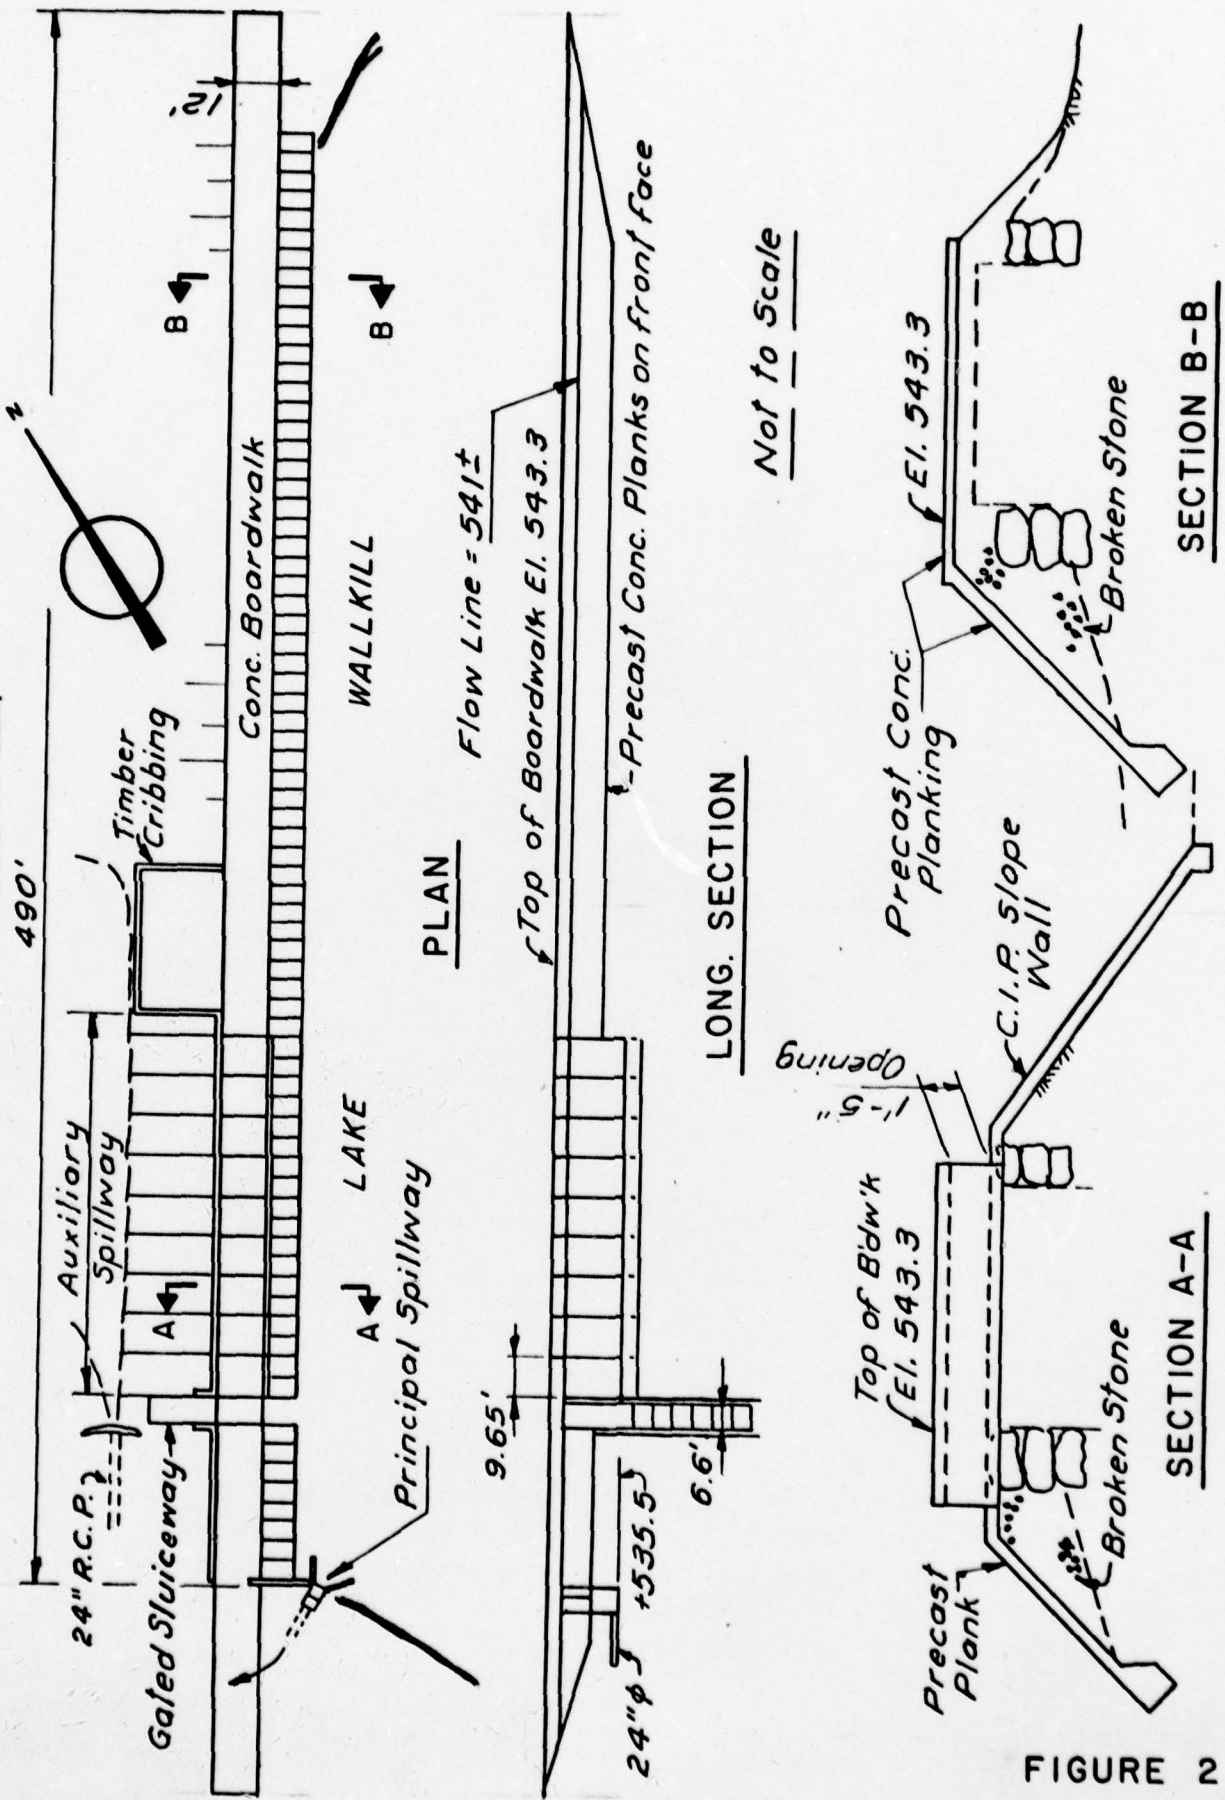 490'
12'
N
24" R.C.P.
Auxiliary
Spillway
Timber
Cribbing
B
Gated Sluiceway
A
Conc. Boardwalk
B
A
LAKE WALLKILL
Principal Spillway
PLAN
Flow Line = 541±
Top of Boardwalk El. 543.3
9.65'
Precast Conc. Planks on front face
24"ϕ
+535.5
6.6'
LONG. SECTION
Not to Scale
1'-5"
Opening
Top of B'dw'k
El. 543.3
Precast
Plank
C.I.P. Slope
Wall
Broken Stone
SECTION A-A
Precast Conc.
Planking
El. 543.3
Broken Stone
SECTION B-B
FIGURE 2